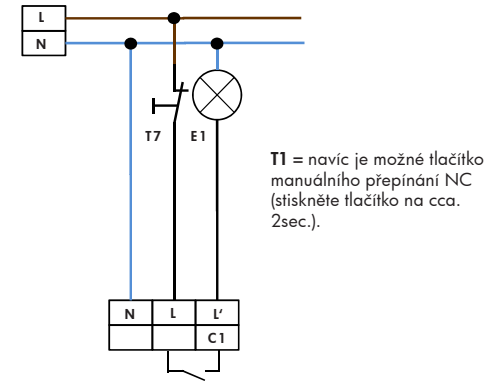 L
N
T7 E1
T1 = navíc je možné tlačítko
manuálního přepínání NC
(stiskněte tlačítko na cca.
2sec.).
N L L'
C1